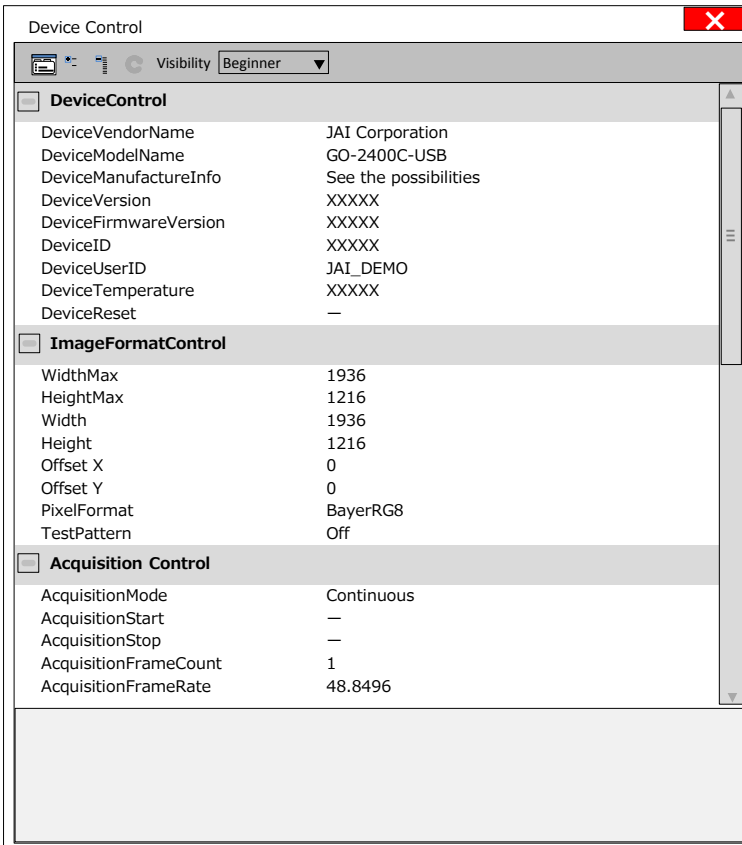 Device Control
Visibility Beginner
DeviceControl
DeviceVendorName JAI Corporation
DeviceModelName GO-2400C-USB
DeviceManufactureInfo See the possibilities
DeviceVersion XXXXX
DeviceFirmwareVersion XXXXX
DeviceID XXXXX
DeviceUserID JAI_DEMO
DeviceTemperature XXXXX
DeviceReset —
ImageFormatControl
WidthMax 1936
HeightMax 1216
Width 1936
Height 1216
Offset X 0
Offset Y 0
PixelFormat BayerRG8
TestPattern Off
Acquisition Control
AcquisitionMode Continuous
AcquisitionStart —
AcquisitionStop —
AcquisitionFrameCount 1
AcquisitionFrameRate 48.8496